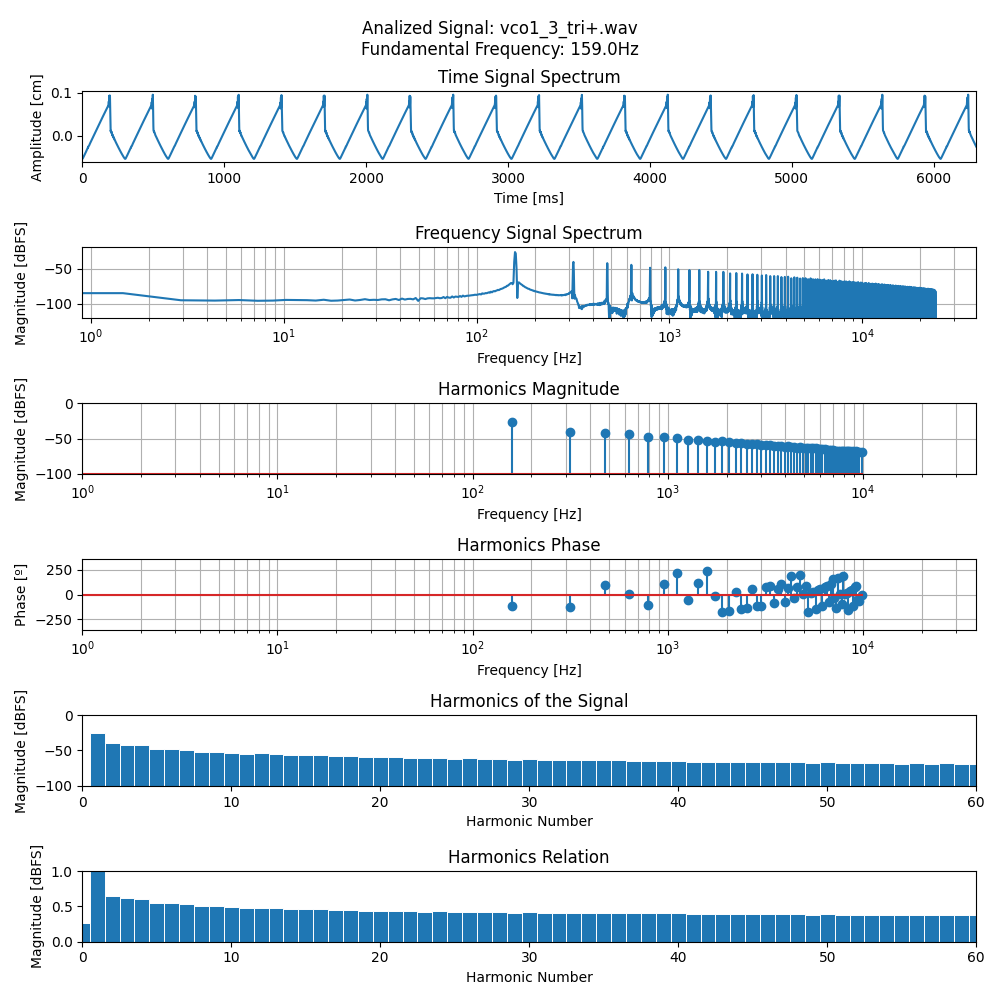 Analized Signal: vco1_3_tri+.wav
Fundamental Frequency: 159.0Hz
Time Signal Spectrum
Amplitude [cm]
0.1
0.0
0 1000 2000 3000 4000 5000 6000
Time [ms]
Frequency Signal Spectrum
Magnitude [dBFS]
−50
−100
10⁰ 10¹ 10² 10³ 10⁴
Frequency [Hz]
Harmonics Magnitude
Magnitude [dBFS]
0
−50
−100
10⁰ 10¹ 10² 10³ 10⁴
Frequency [Hz]
Harmonics Phase
Phase [º]
250
0
−250
10⁰ 10¹ 10² 10³ 10⁴
Frequency [Hz]
Harmonics of the Signal
Magnitude [dBFS]
0
−50
−100
0 10 20 30 40 50 60
Harmonic Number
Harmonics Relation
Magnitude [dBFS]
1.0
0.5
0.0
0 10 20 30 40 50 60
Harmonic Number